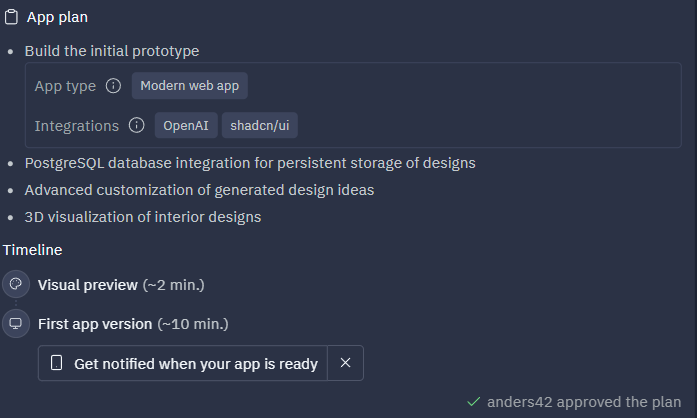 App plan
Build the initial prototype
App type Modern web app
Integrations OpenAI shadcn/ui
PostgreSQL database integration for persistent storage of designs
Advanced customization of generated design ideas
3D visualization of interior designs
Timeline
Visual preview (~2 min.)
First app version (~10 min.)
Get notified when your app is ready
anders42 approved the plan